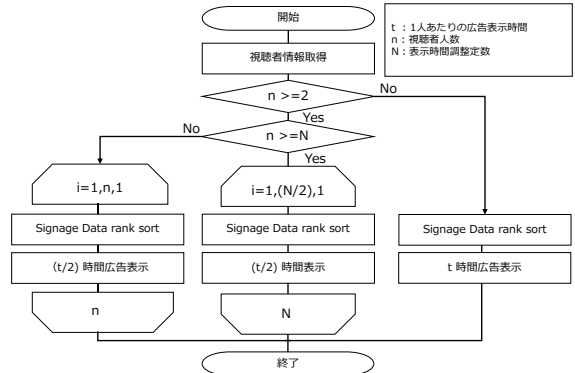 開始
t ：1人あたりの広告表示時間
n：視聴者人数
N：表示時間調整定数
視聴者情報取得
n >=2
No
Yes
n >=N
No
Yes
i=1,n,1
i=1,(N/2),1
Signage Data rank sort
Signage Data rank sort
Signage Data rank sort
(t/2) 時間広告表示
(t/2) 時間表示
t 時間広告表示
n
N
終了